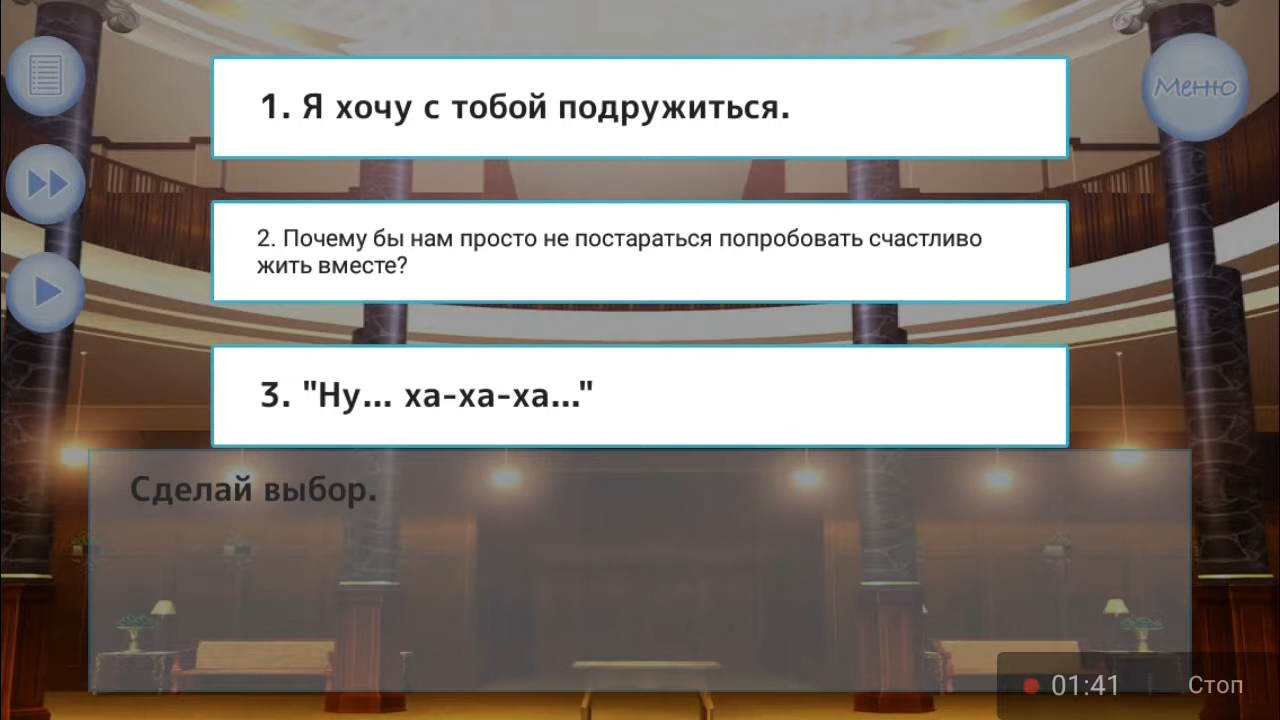 1. Я хочу с тобой подружиться.
Меню
2. Почему бы нам просто не постараться попробовать счастливо
жить вместе?
3. "Ну... ха-ха-ха..."
Сделай выбор.
01:41 Стоп